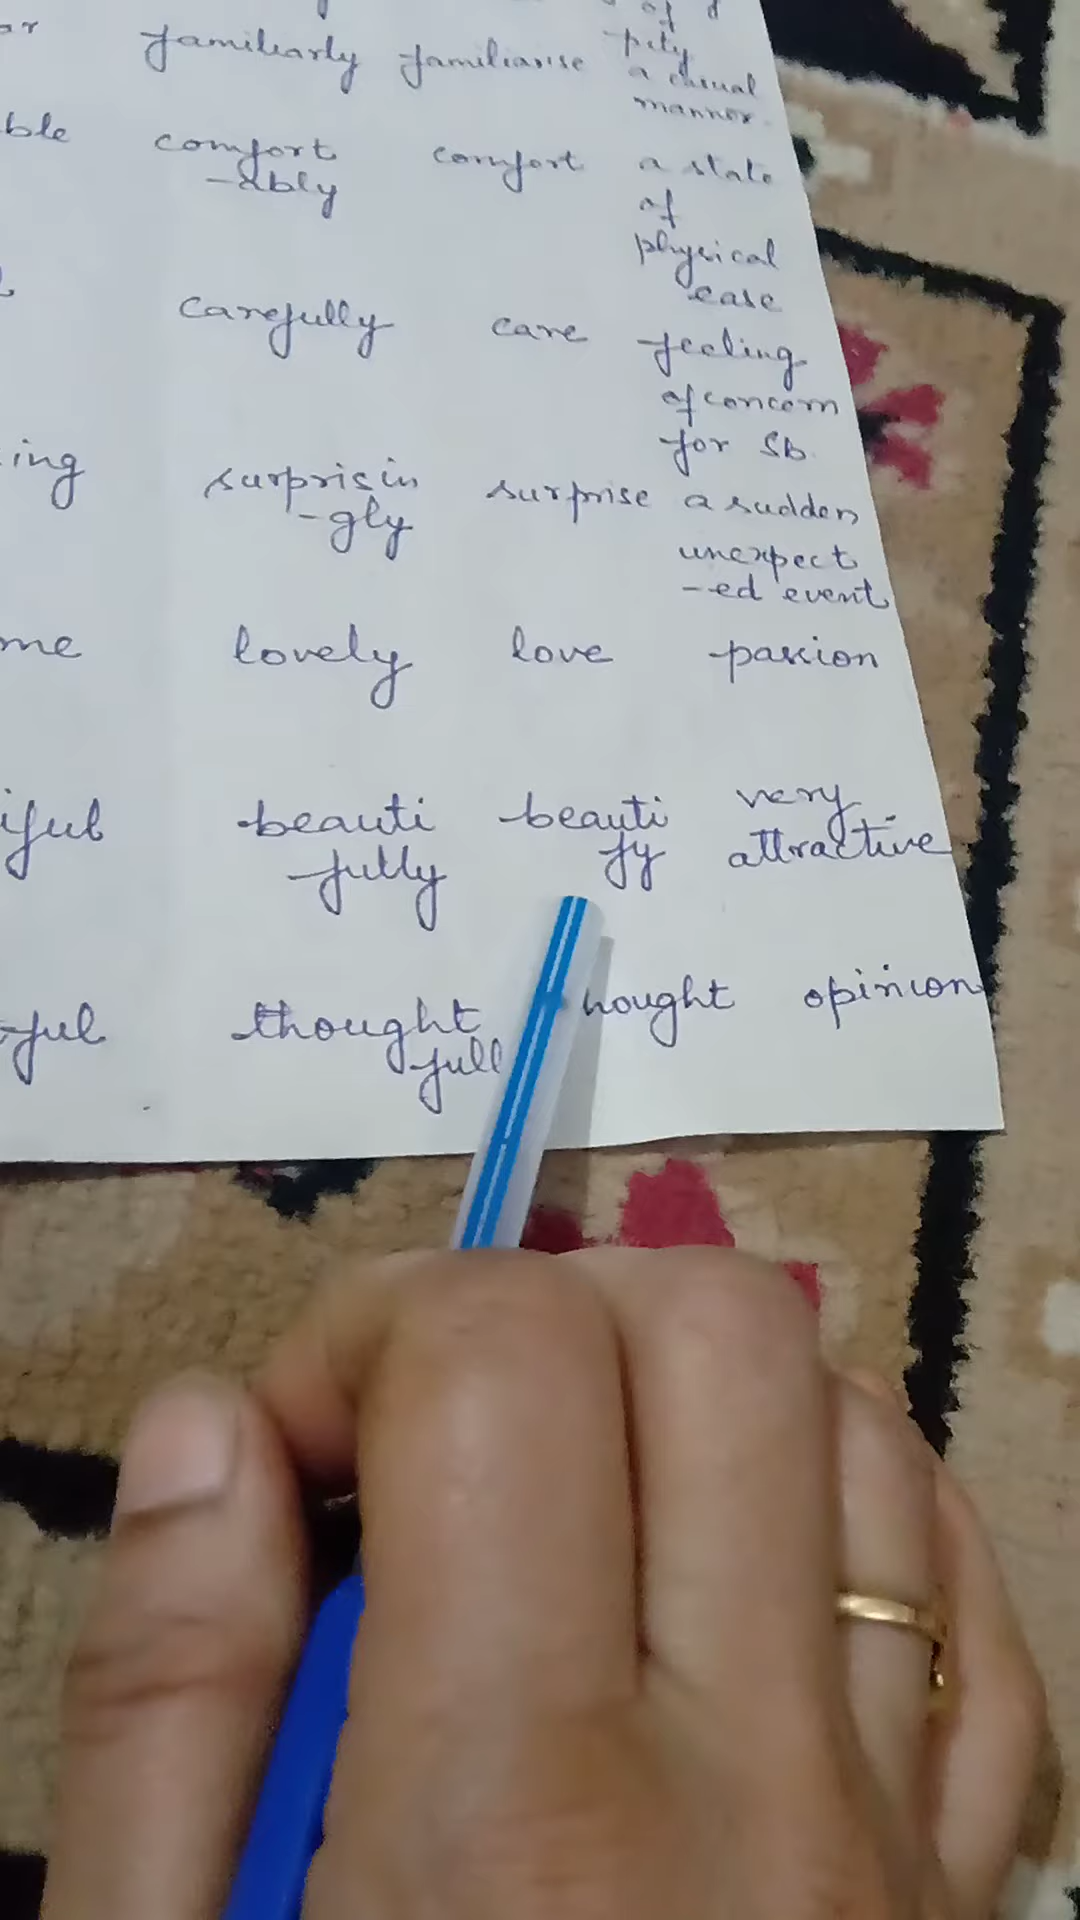 of
pity
or familiarly familiarise a casual
manner.
ble comfort comfort a state
-ably of
physical
ease
carefully care feeling
of concern
for sb.
ing surprisin surprise a sudden
-gly unexpect
-ed event
me lovely love passion
iful beauti beauti very
fully fy attractive
ful thought hought opinion
full